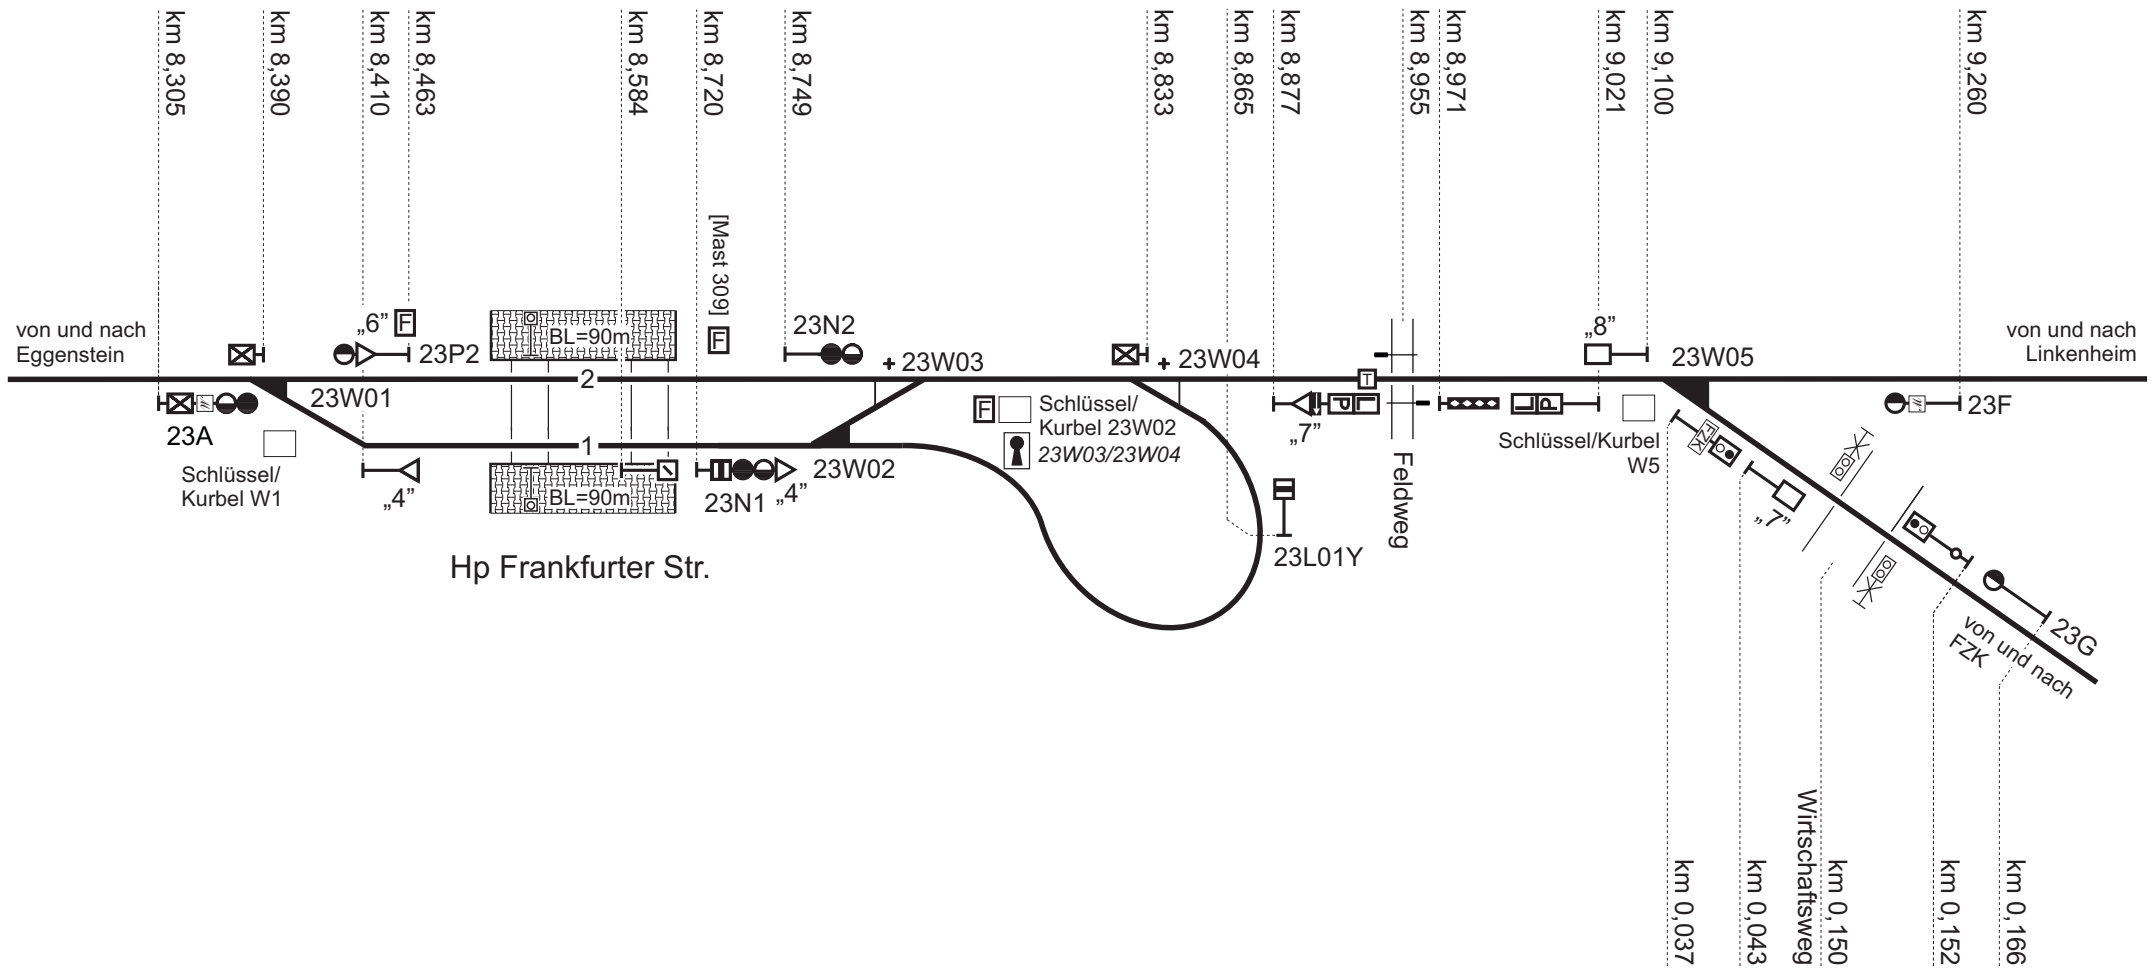 km 8,305
km 8,390
km 8,410
km 8,463
km 8,584
km 8,720
km 8,749
km 8,833
km 8,865
km 8,877
km 8,955
km 8,971
km 9,021
km 9,100
km 9,260
[Mast 309]
von und nach
Eggenstein
„6”
F
23P2
BL=90m
F
23N2
23W03
23W04
„8”
23W05
von und nach
Linkenheim
2
T
23A
23W01
F
Schlüssel/
Kurbel 23W02
23W03/23W04
„7”
P L
L P
23F
Schlüssel/Kurbel
W5
FZK
Schlüssel/
Kurbel W1
1
„4”
BL=90m
23N1
„4”
23W02
Feldweg
„7”
23L01Y
Hp Frankfurter Str.
23G
von und nach
FZK
Wirtschaftsweg
km 0,037
km 0,043
km 0,150
km 0,152
km 0,166